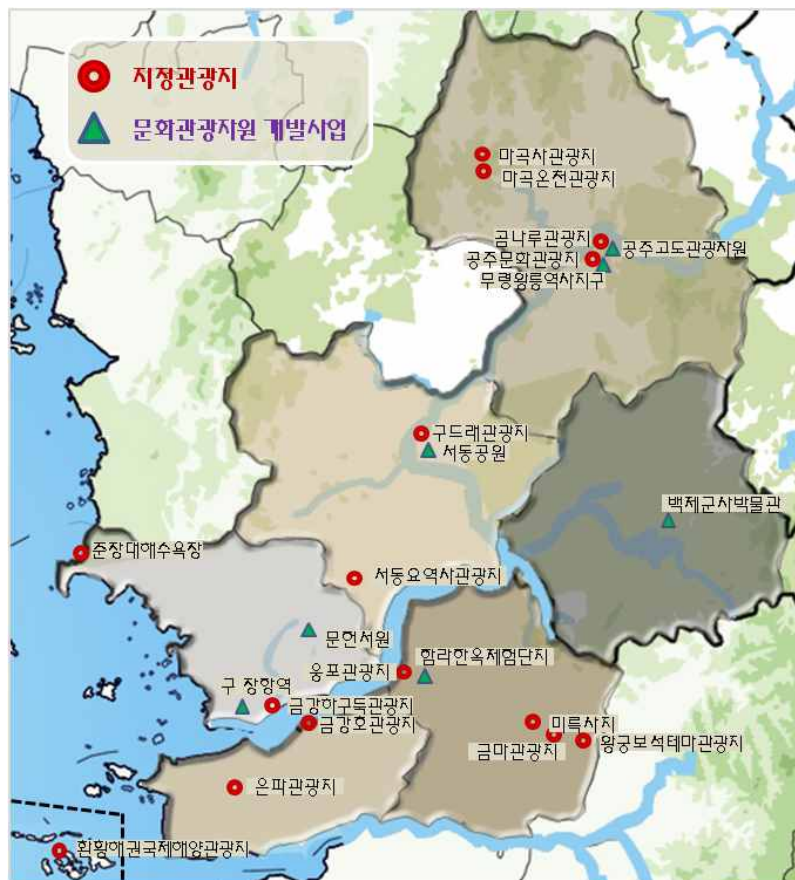 지정관광지
문화관광자원 개발사업
마곡사관광지
마곡온천관광지
곰나루관광지
공주고도관광자원
공주문화관광지
무령왕릉역사지구
구드래관광지
서동공원
백제군사박물관
준장대해수욕장
서동요역사관광지
문헌서원
웅포관광지
함라한옥체험단지
구 장항역
금강하구둑관광지
금강호관광지
미륵사지
금마관광지
왕궁보석테마관광지
은파관광지
환황해권국제해양관광지